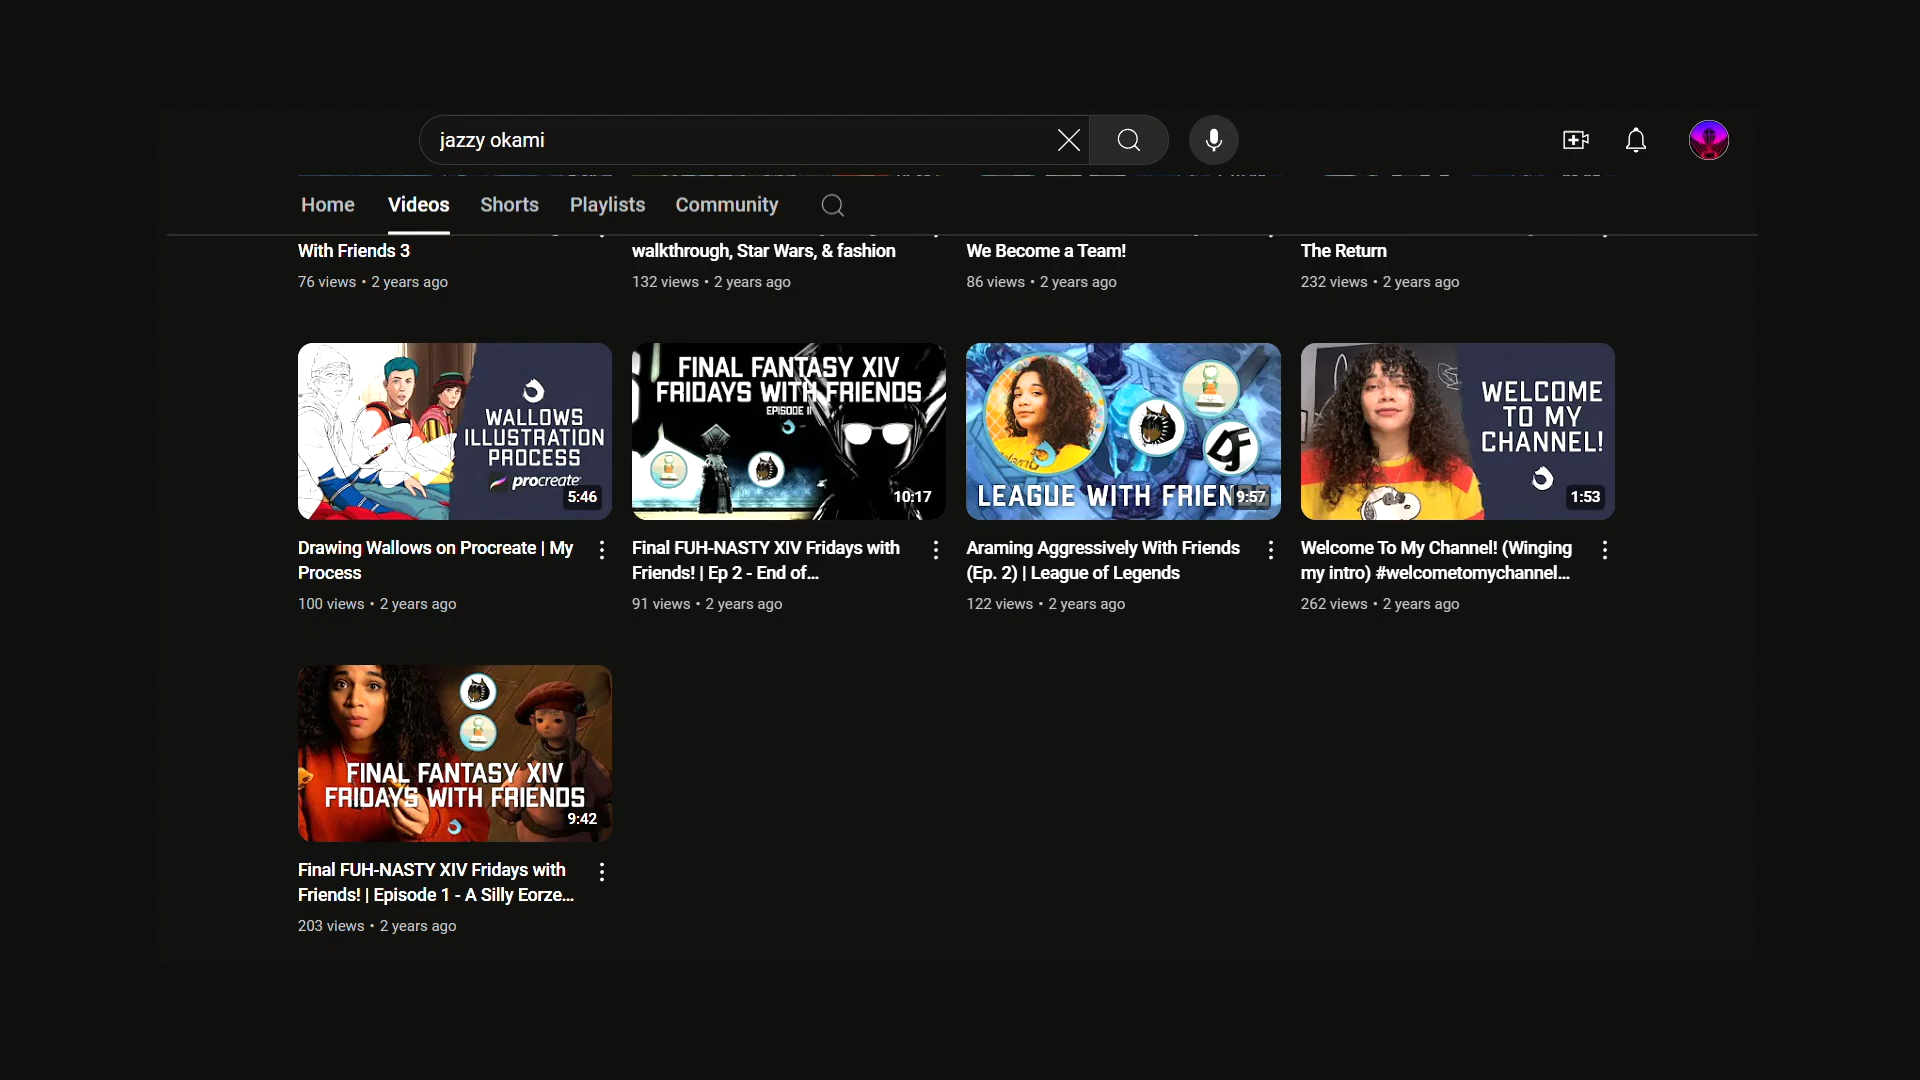 jazzy okami
Home Videos Shorts Playlists Community
With Friends 3
76 views • 2 years ago
walkthrough, Star Wars, & fashion
132 views • 2 years ago
We Become a Team!
86 views • 2 years ago
The Return
232 views • 2 years ago
WALLOWS
ILLUSTRATION
PROCESS
procreate
5:46
Drawing Wallows on Procreate | My
Process
100 views • 2 years ago
FINAL FANTASY XIV
FRIDAYS WITH FRIENDS
EPISODE II
10:17
Final FUH-NASTY XIV Fridays with
Friends! | Ep 2 - End of...
91 views • 2 years ago
LEAGUE WITH FRIEN
9:57
Araming Aggressively With Friends
(Ep. 2) | League of Legends
122 views • 2 years ago
WELCOME
TO MY
CHANNEL!
1:53
Welcome To My Channel! (Winging
my intro) #welcometomychannel...
262 views • 2 years ago
FINAL FANTASY XIV
FRIDAYS WITH FRIENDS
9:42
Final FUH-NASTY XIV Fridays with
Friends! | Episode 1 - A Silly Eorze...
203 views • 2 years ago